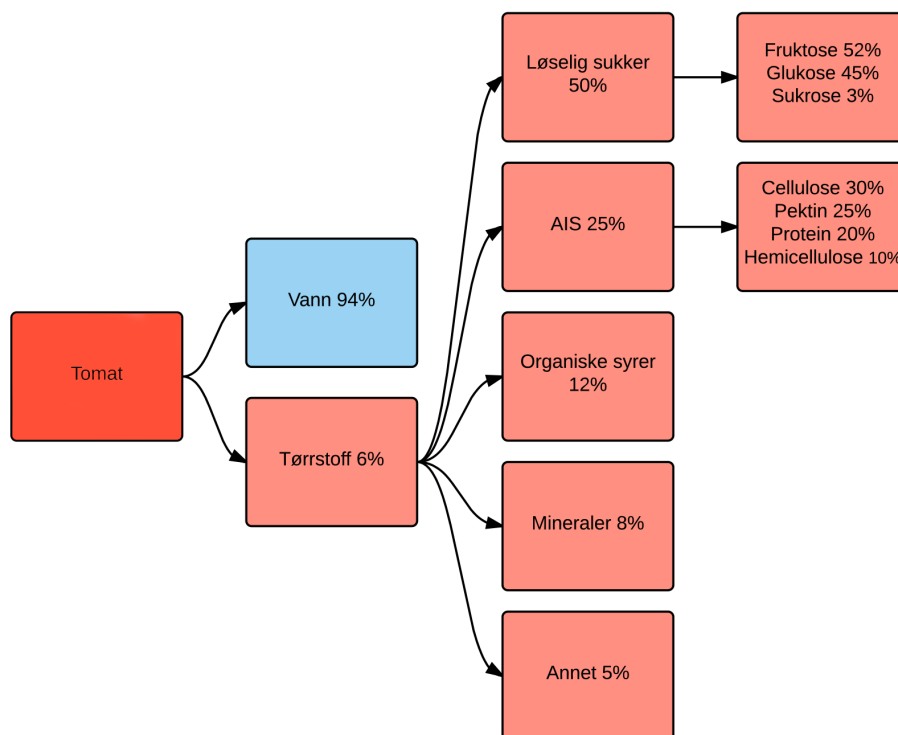 Tomat
Vann 94%
Tørrstoff 6%
Løselig sukker
50%
AIS 25%
Organiske syrer
12%
Mineraler 8%
Annet 5%
Fruktose 52%
Glukose 45%
Sukrose 3%
Cellulose 30%
Pektin 25%
Protein 20%
Hemicellulose 10%